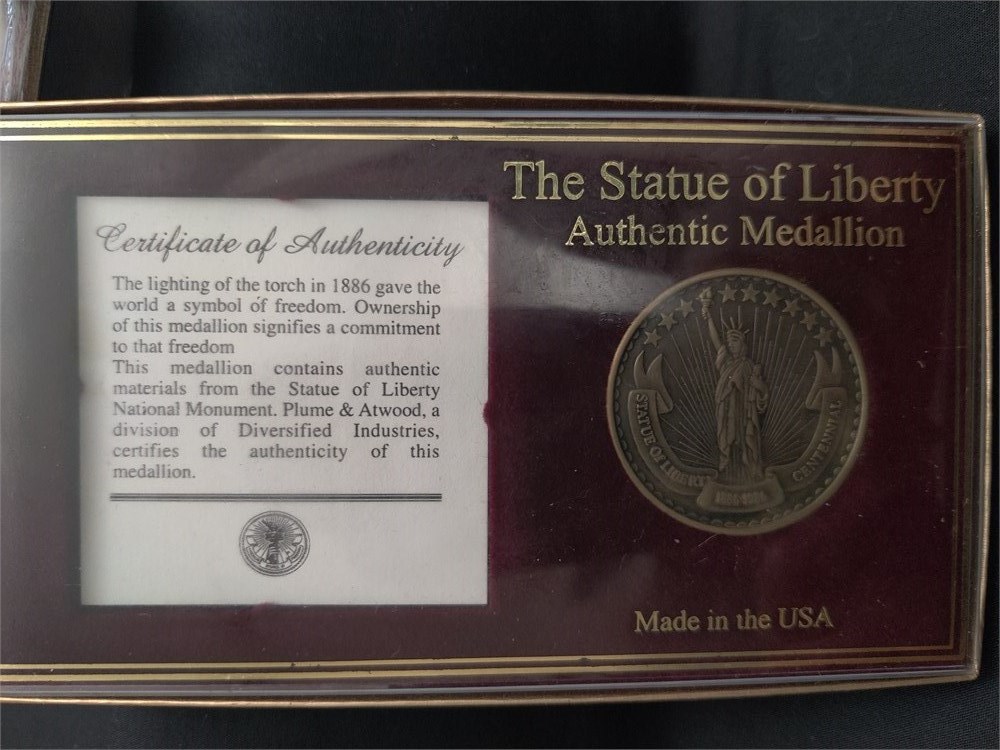 The Statue of Liberty
Authentic Medallion
Certificate of Authenticity
The lighting of the torch in 1886 gave the
world a symbol of freedom. Ownership
of this medallion signifies a commitment
to that freedom
This medallion contains authentic
materials from the Statue of Liberty
National Monument. Plume & Atwood, a
division of Diversified Industries,
certifies the authenticity of this
medallion.
STATUE OF LIBERTY
CENTENNIAL
1886-1986
Made in the USA